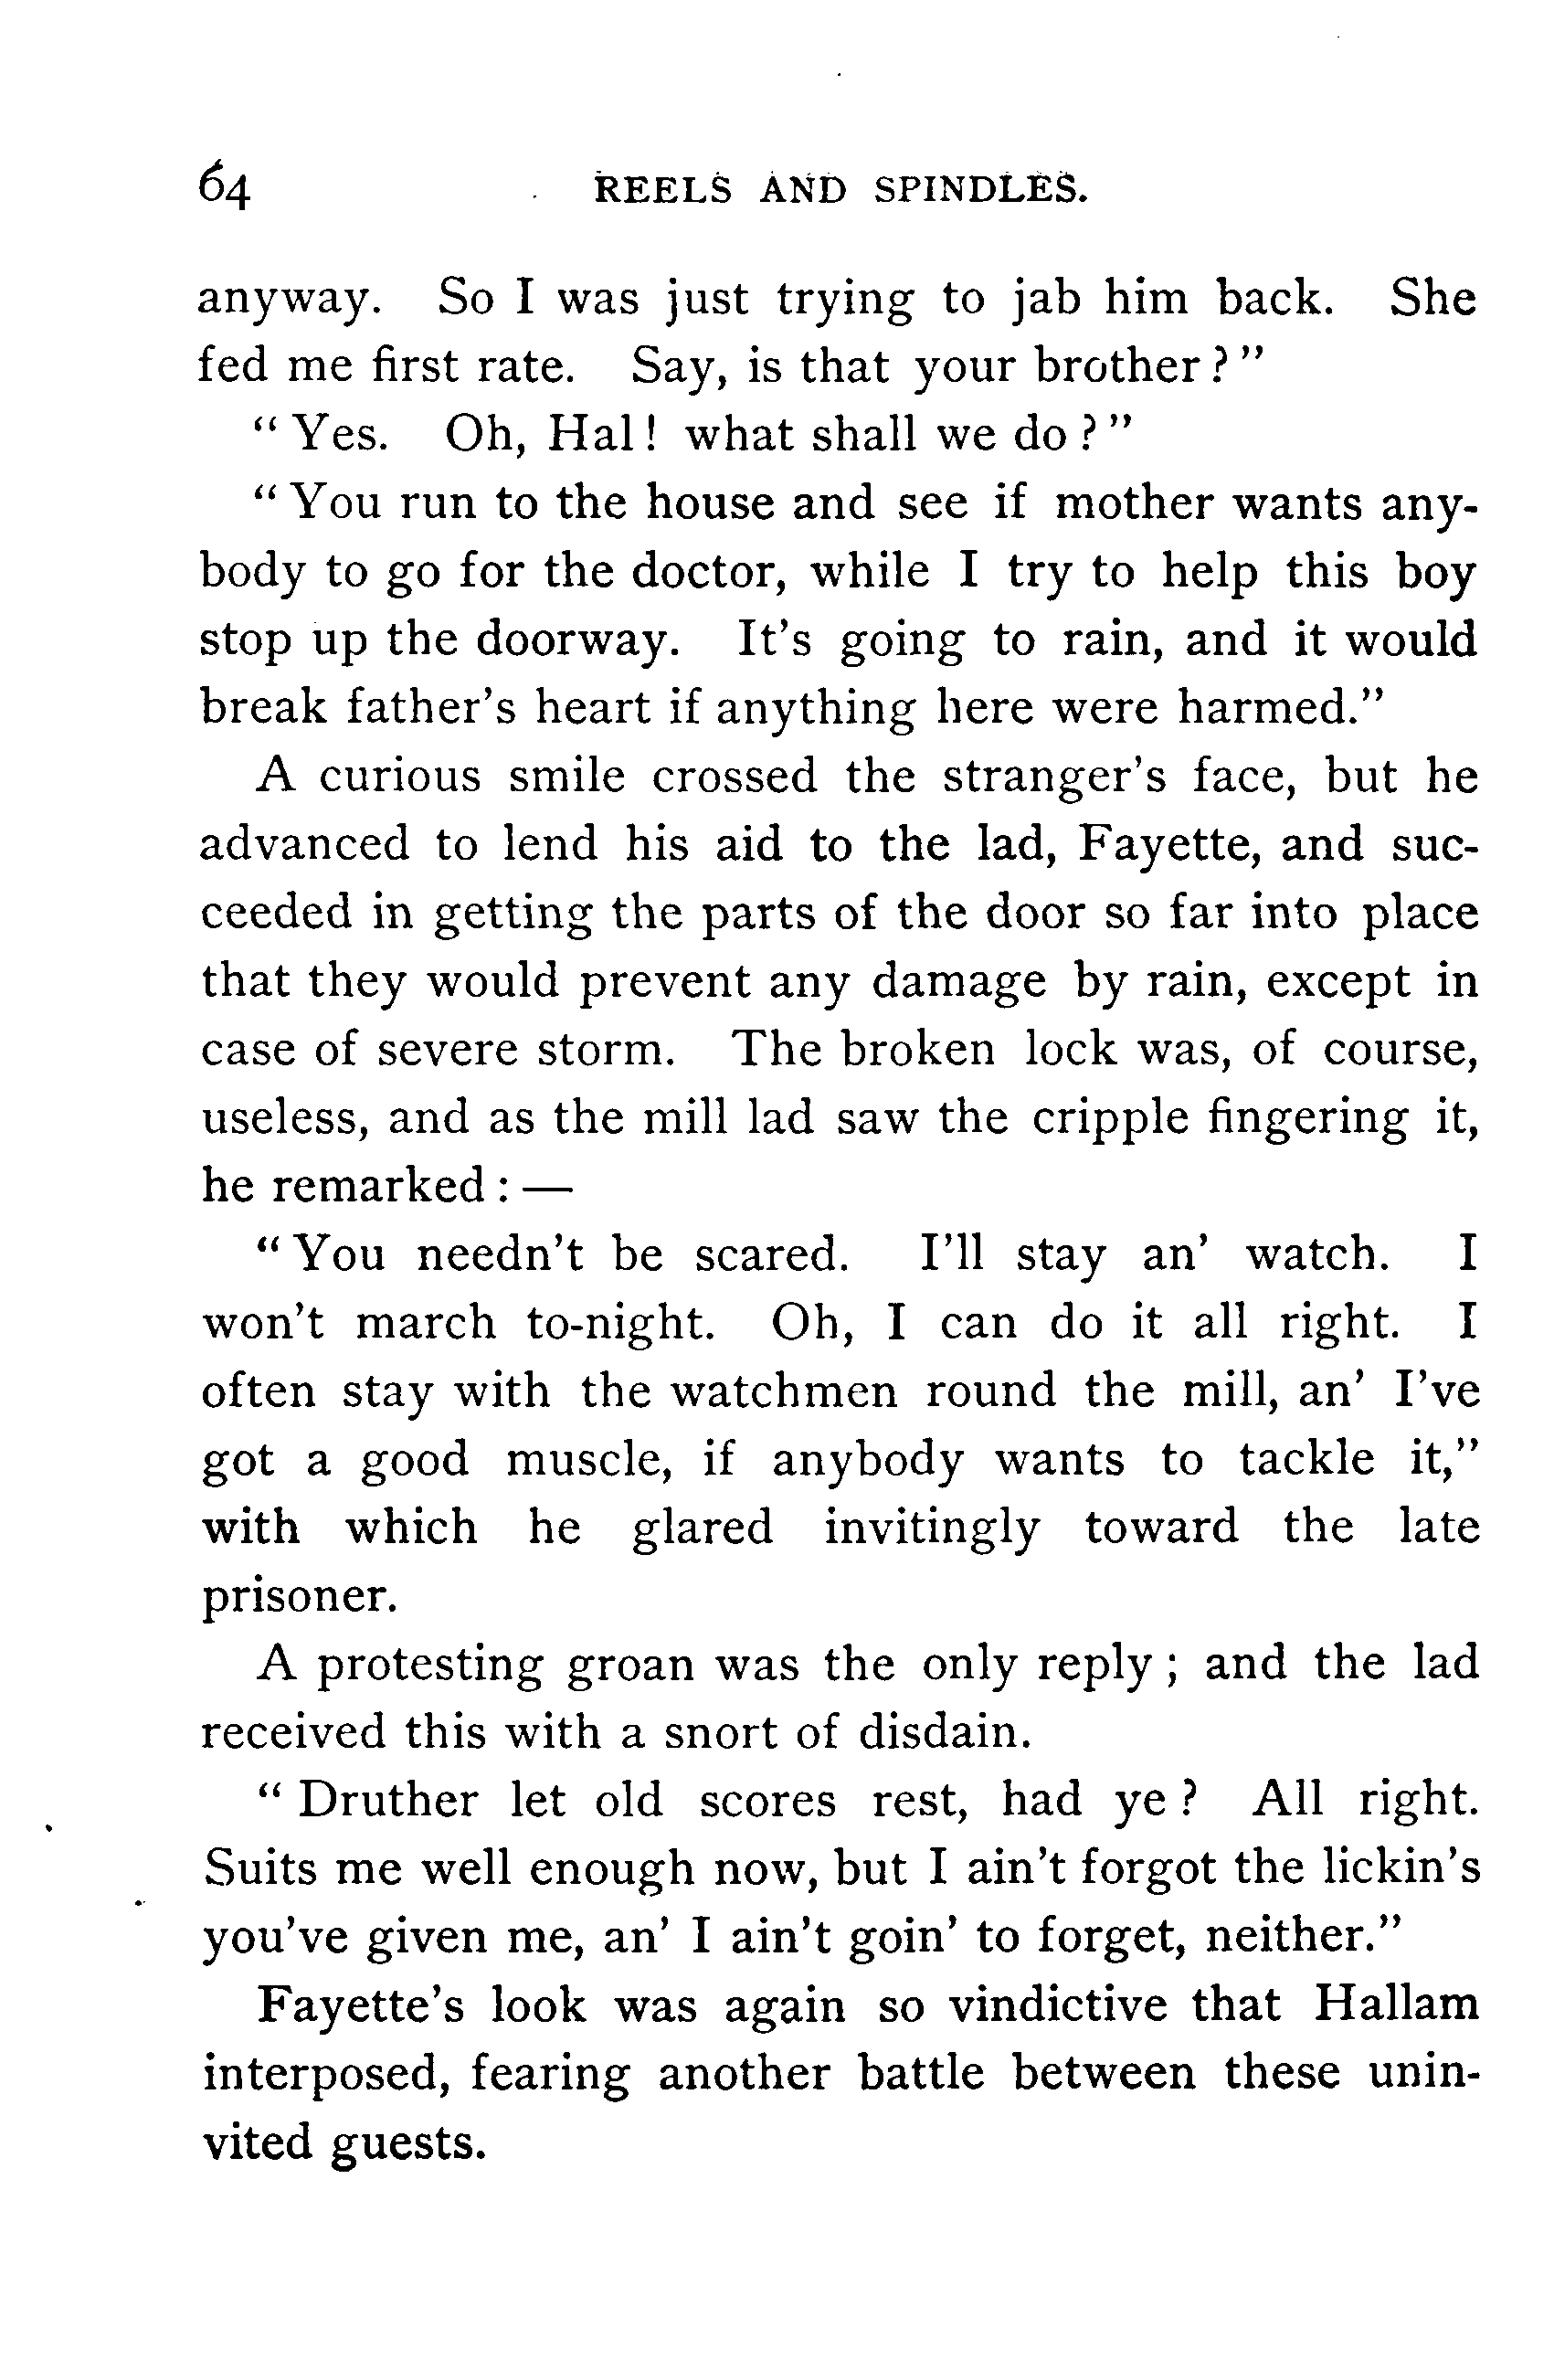 64 REELS AND SPINDLES.
anyway. So I was just trying to jab him back. She
fed me first rate. Say, is that your brother?"
"Yes. Oh, Hal! what shall we do?"
"You run to the house and see if mother wants any-
body to go for the doctor, while I try to help this boy
stop up the doorway. It's going to rain, and it would
break father's heart if anything here were harmed."
A curious smile crossed the stranger's face, but he
advanced to lend his aid to the lad, Fayette, and suc-
ceeded in getting the parts of the door so far into place
that they would prevent any damage by rain, except in
case of severe storm. The broken lock was, of course,
useless, and as the mill lad saw the cripple fingering it,
he remarked:—
"You needn't be scared. I'll stay an' watch. I
won't march to-night. Oh, I can do it all right. I
often stay with the watchmen round the mill, an' I've
got a good muscle, if anybody wants to tackle it,"
with which he glared invitingly toward the late
prisoner.
A protesting groan was the only reply; and the lad
received this with a snort of disdain.
"Druther let old scores rest, had ye? All right.
Suits me well enough now, but I ain't forgot the lickin's
you've given me, an' I ain't goin' to forget, neither."
Fayette's look was again so vindictive that Hallam
interposed, fearing another battle between these unin-
vited guests.